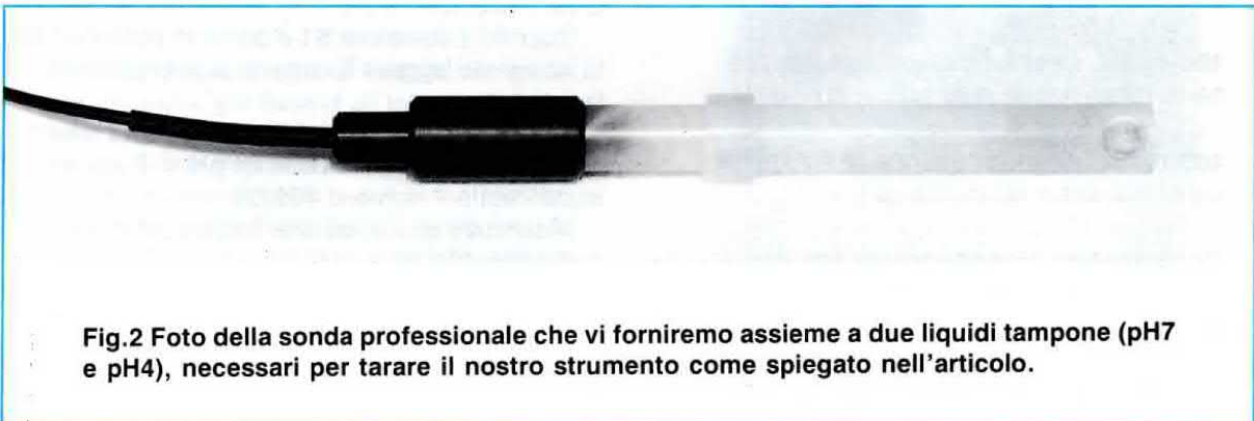 Fig.2 Foto della sonda professionale che vi forniremo assieme a due liquidi tampone (pH7
e pH4), necessari per tarare il nostro strumento come spiegato nell'articolo.